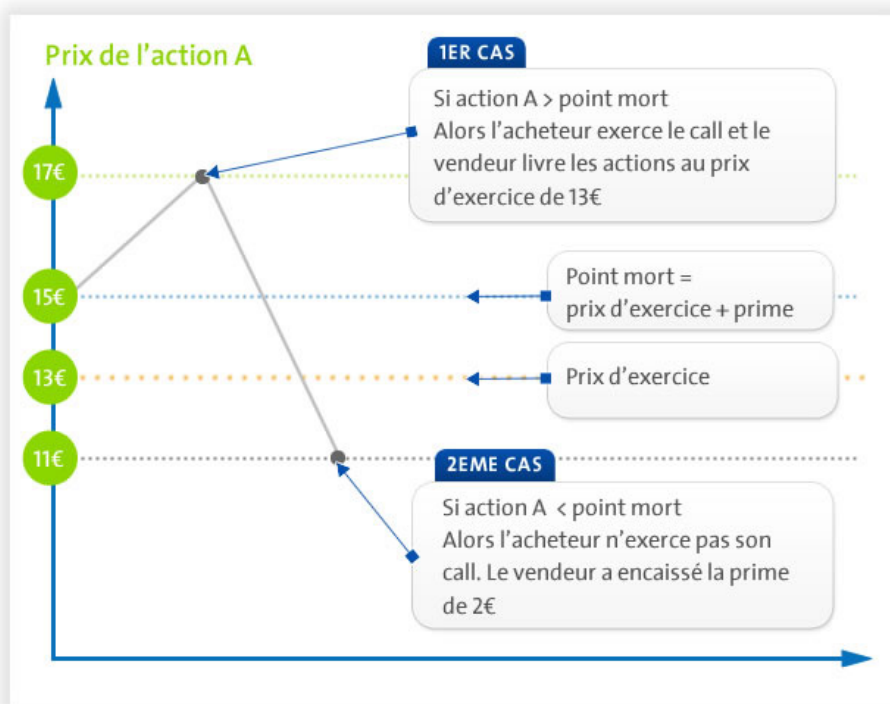 Prix de l’action A
1ER CAS
Si action A > point mort
Alors l’acheteur exerce le call et le
vendeur livre les actions au prix
d’exercice de 13€
17€
Point mort =
prix d’exercice + prime
15€
Prix d’exercice
13€
11€
2EME CAS
Si action A < point mort
Alors l’acheteur n’exerce pas son
call. Le vendeur a encaissé la prime
de 2€